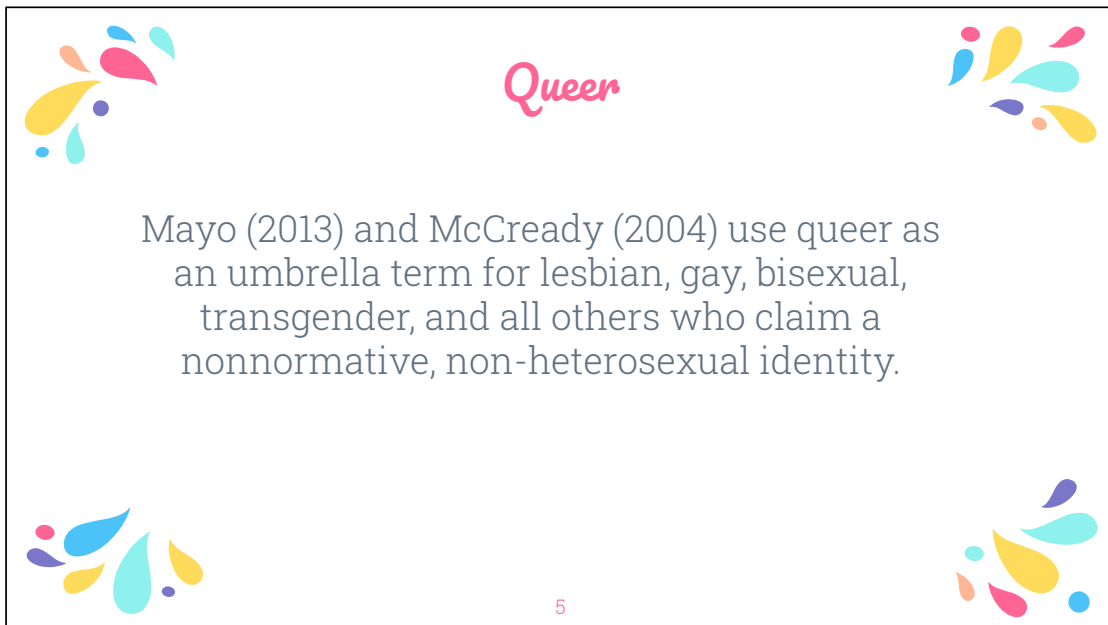 Queer
Mayo (2013) and McCready (2004) use queer as
an umbrella term for lesbian, gay, bisexual,
transgender, and all others who claim a
nonnormative, non-heterosexual identity.
5